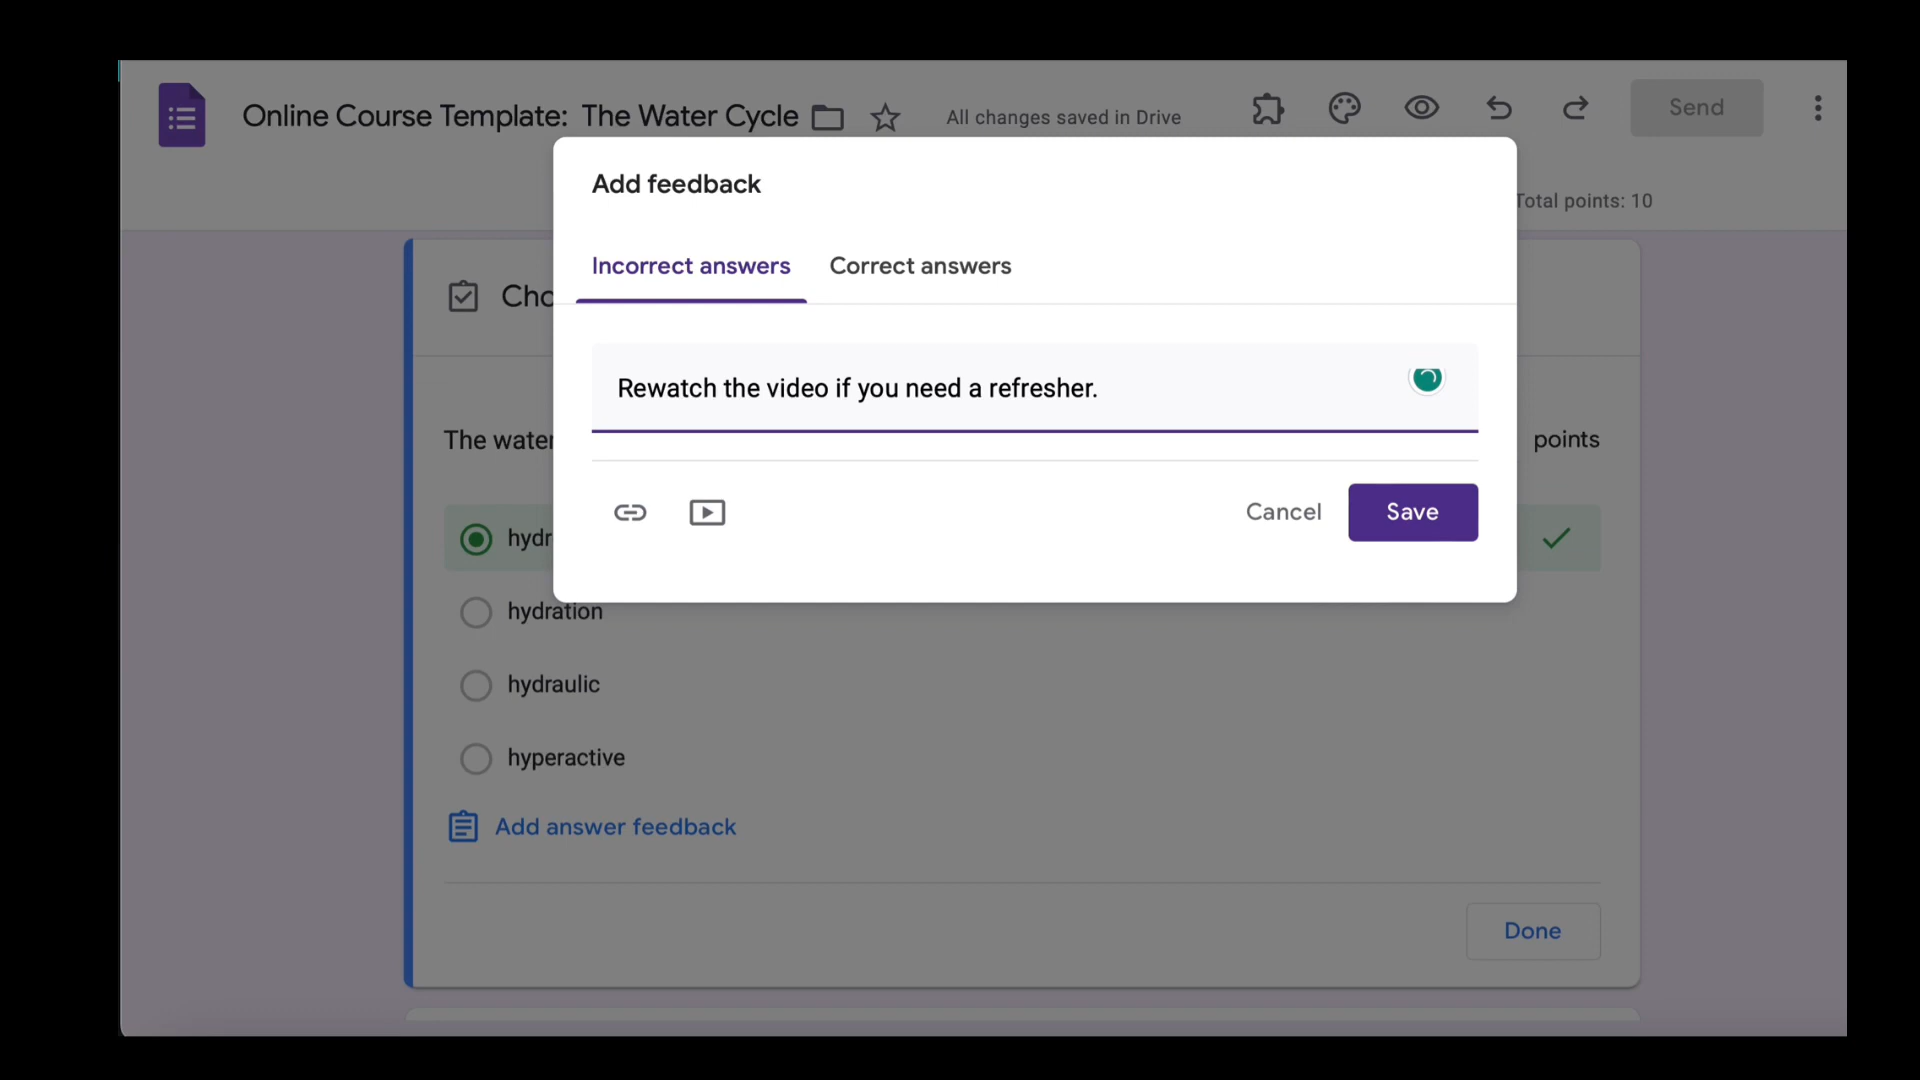 Online Course Template: The Water Cycle
All changes saved in Drive
Send
Total points: 10
Add feedback
Incorrect answers
Correct answers
Rewatch the video if you need a refresher.
Cancel
Save
The water
points
hydration
hydraulic
hyperactive
Add answer feedback
Done